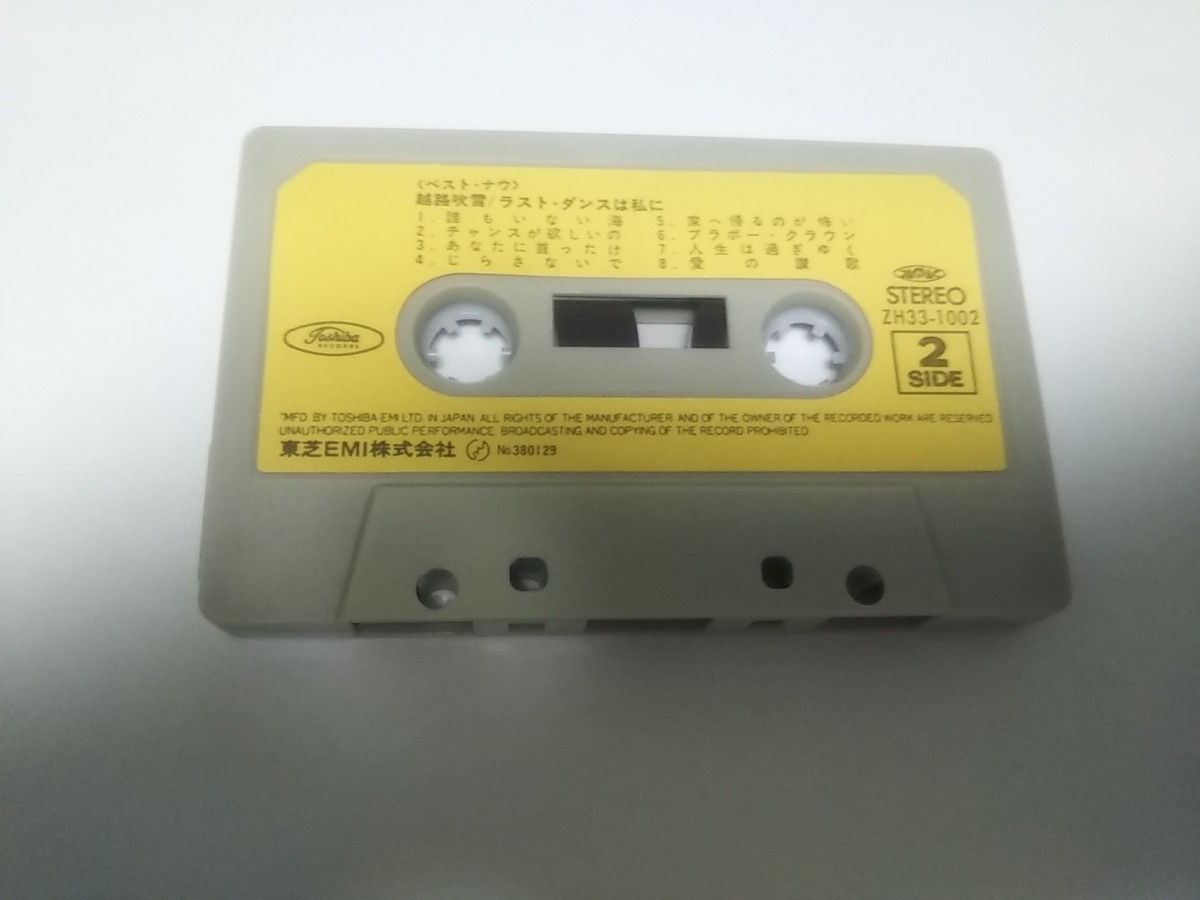 〈ベスト・ナウ〉
越路吹雪/ラスト・ダンスは私に
1. 誰もいない海
2. チャンスが欲しいの
3. あなたに首ったけ
4. じらさないで
5. 家へ帰るのが怖い
6. ブラボー・クラウン
7. 人生は過ぎゆく
8. 愛の讃歌
Toshiba
RECORDS
STEREO
ZH33-1002
2
SIDE
"MFD. BY TOSHIBA EMI LTD. IN JAPAN. ALL RIGHTS OF THE MANUFACTURER AND OF THE OWNER OF THE RECORDED WORK ARE RESERVED
UNAUTHORIZED PUBLIC PERFORMANCE. BROADCASTING AND COPYING OF THE RECORD PROHIBITED
東芝EMI株式会社 No.380129